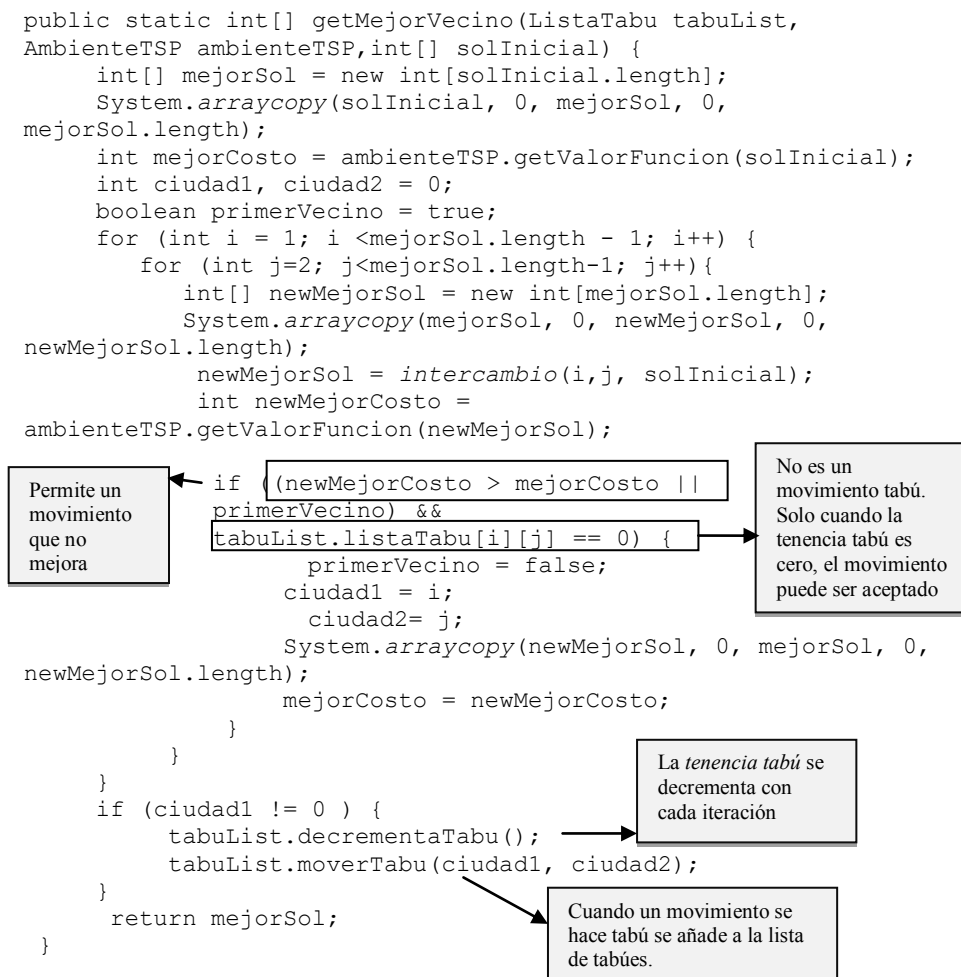 public static int[] getMejorVecino(ListaTabu tabuList,
AmbienteTSP ambienteTSP,int[] solInicial) {
int[] mejorSol = new int[solInicial.length];
System.arraycopy(solInicial, 0, mejorSol, 0,
mejorSol.length);
int mejorCosto = ambienteTSP.getValorFuncion(solInicial);
int ciudad1, ciudad2 = 0;
boolean primerVecino = true;
for (int i = 1; i <mejorSol.length - 1; i++) {
for (int j=2; j<mejorSol.length-1; j++){
int[] newMejorSol = new int[mejorSol.length];
System.arraycopy(mejorSol, 0, newMejorSol, 0,
newMejorSol.length);
newMejorSol = intercambio(i,j, solInicial);
int newMejorCosto =
ambienteTSP.getValorFuncion(newMejorSol);
Permite un
movimiento
que no
mejora
if ((newMejorCosto > mejorCosto ||
primerVecino) &&
tabuList.listaTabu[i][j] == 0) {
No es un
movimiento tabú.
Solo cuando la
tenencia tabú es
cero, el movimiento
puede ser aceptado
primerVecino = false;
ciudad1 = i;
ciudad2= j;
System.arraycopy(newMejorSol, 0, mejorSol, 0,
newMejorSol.length);
mejorCosto = newMejorCosto;
}
}
}
La tenencia tabú se
decrementa con
cada iteración
if (ciudad1 != 0 ) {
tabuList.decrementaTabu();
tabuList.moverTabu(ciudad1, ciudad2);
}
Cuando un movimiento se
hace tabú se añade a la lista
de tabúes.
return mejorSol;
}